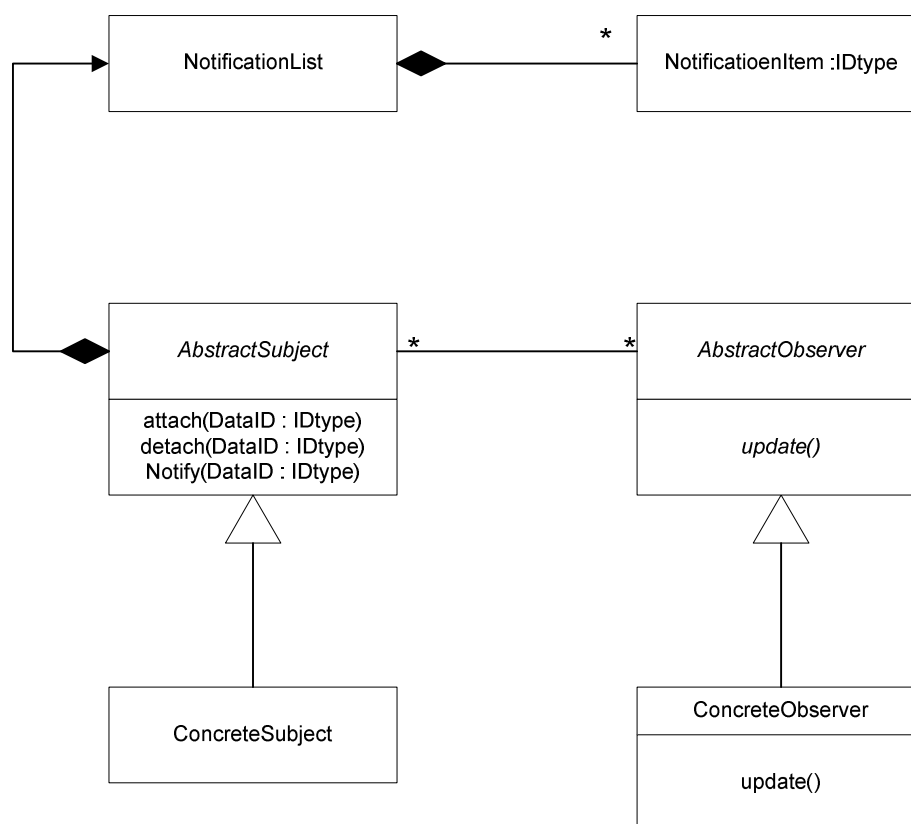 NotificationList
*
NotificatioenItem :IDtype
AbstractSubject
*
*
AbstractObserver
attach(DataID : IDtype)
detach(DataID : IDtype)
Notify(DataID : IDtype)
update()
ConcreteSubject
ConcreteObserver
update()